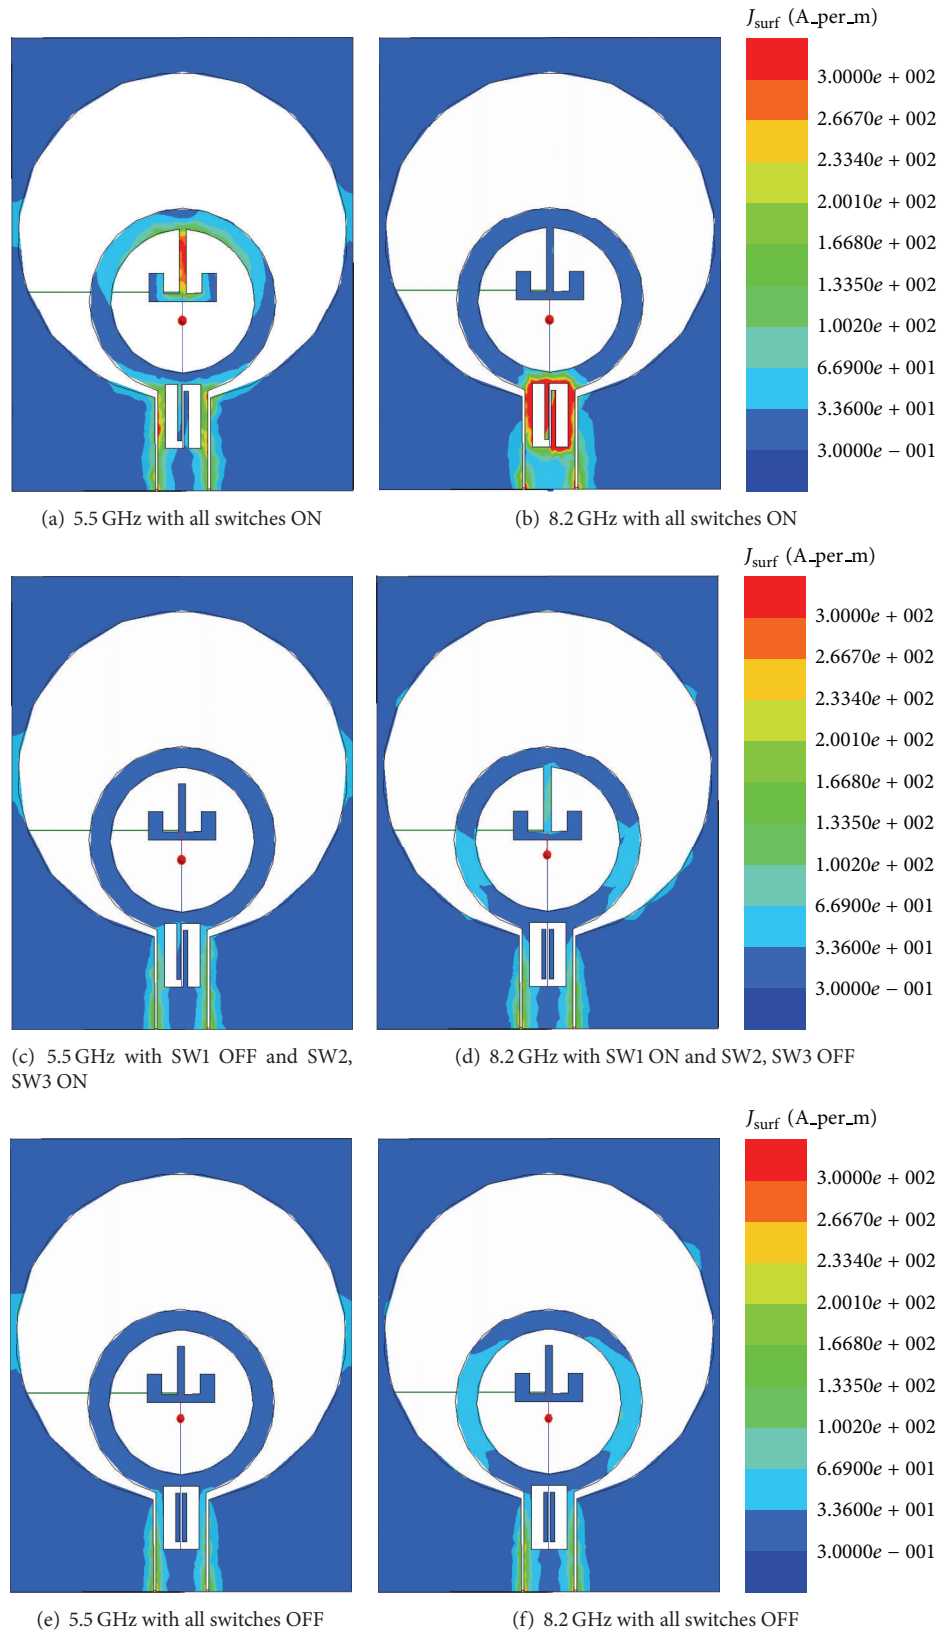 J_surf (A_per_m)
3.0000e + 002
2.6670e + 002
2.3340e + 002
2.0010e + 002
1.6680e + 002
1.3350e + 002
1.0020e + 002
6.6900e + 001
3.3600e + 001
3.0000e − 001
(a) 5.5 GHz with all switches ON
(b) 8.2 GHz with all switches ON
J_surf (A_per_m)
3.0000e + 002
2.6670e + 002
2.3340e + 002
2.0010e + 002
1.6680e + 002
1.3350e + 002
1.0020e + 002
6.6900e + 001
3.3600e + 001
3.0000e − 001
(c) 5.5 GHz with SW1 OFF and SW2,
SW3 ON
(d) 8.2 GHz with SW1 ON and SW2, SW3 OFF
J_surf (A_per_m)
3.0000e + 002
2.6670e + 002
2.3340e + 002
2.0010e + 002
1.6680e + 002
1.3350e + 002
1.0020e + 002
6.6900e + 001
3.3600e + 001
3.0000e − 001
(e) 5.5 GHz with all switches OFF
(f) 8.2 GHz with all switches OFF